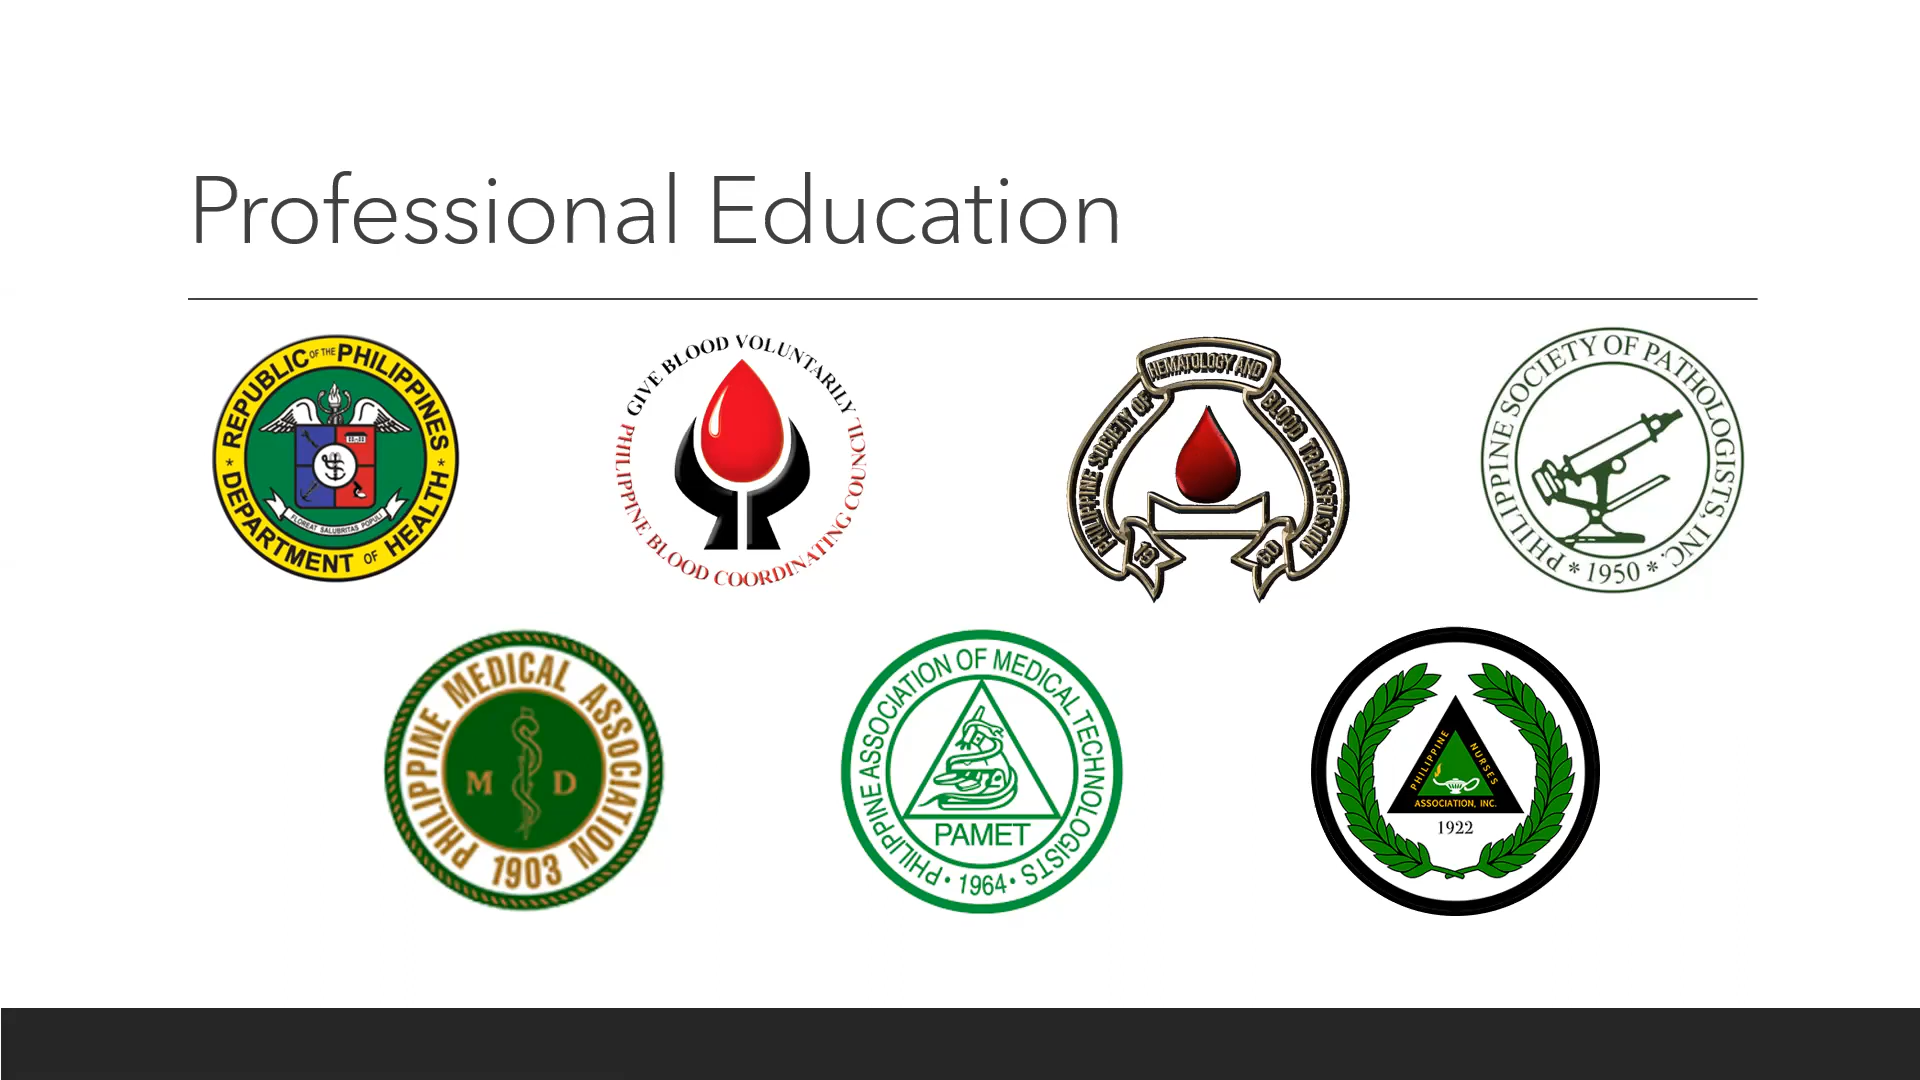 Professional Education
REPUBLIC OF THE PHILIPPINES
* DEPARTMENT OF HEALTH *
FLOREAT SALUBRITAS POPULI
GIVE BLOOD VOLUNTARILY
PHILIPPINE BLOOD COORDINATING COUNCIL
PHILIPPINE SOCIETY OF
HEMATOLOGY AND
BLOOD TRANSFUSION
19 60
PHILIPPINE SOCIETY OF PATHOLOGISTS, INC.
* 1950 *
PHILIPPINE MEDICAL ASSOCIATION
M D
1903
PHILIPPINE ASSOCIATION OF MEDICAL TECHNOLOGISTS
PAMET
• 1964 •
PHILIPPINE
NURSES
ASSOCIATION, INC.
1922